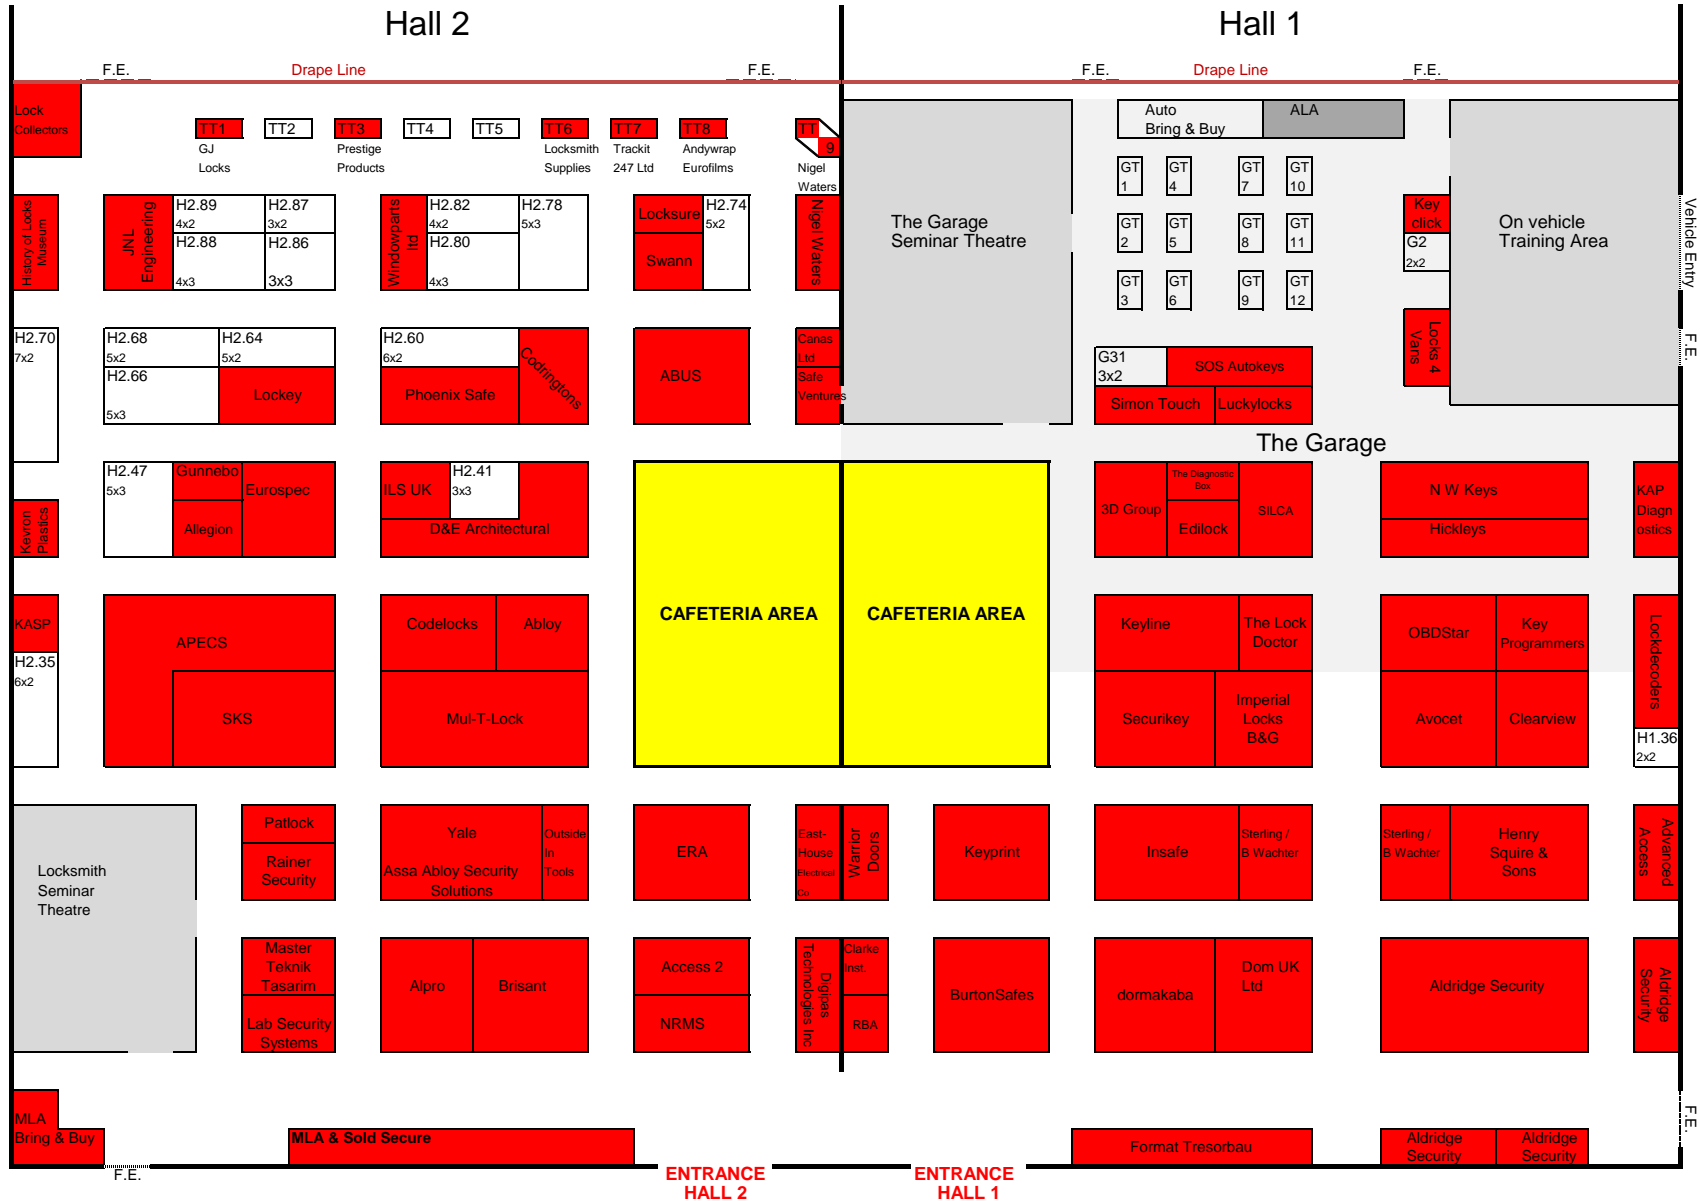 Hall 2
Hall 1
F.E.
Drape Line
F.E.
F.E.
Drape Line
F.E.
Lock
Collectors
TT1
GJ
Locks
TT2
TT3
Prestige
Products
TT4
TT5
TT6
Locksmith
Supplies
TT7
Trackit
247 Ltd
TT8
Andywrap
Eurofilms
TT
9
Nigel
Waters
Auto
Bring & Buy
ALA
The Garage
Seminar Theatre
GT
1
GT
4
GT
7
GT
10
GT
2
GT
5
GT
8
GT
11
GT
3
GT
6
GT
9
GT
12
Key
click
G2
2x2
On vehicle
Training Area
Vehicle Entry
F.E.
History of Locks
Museum
JNL
Engineering
H2.89
4x2
H2.87
3x2
H2.88
4x3
H2.86
3x3
Windowparts
ltd
H2.82
4x2
H2.80
4x3
H2.78
5x3
Locksure
Swann
H2.74
5x2
Nigel Waters
H2.70
7x2
H2.68
5x2
H2.64
5x2
H2.66
5x3
Lockey
H2.60
6x2
Phoenix Safe
Codringtons
ABUS
Canas
Ltd
Safe
Ventures
G31
3x2
SOS Autokeys
Simon Touch
Luckylocks
Locks 4
Vans
The Garage
Kevron
Plastics
H2.47
5x3
Gunnebo
Allegion
Eurospec
ILS UK
H2.41
3x3
D&E Architectural
CAFETERIA AREA
CAFETERIA AREA
3D Group
The Diagnostic
Box
Edilock
SILCA
N W Keys
Hickleys
KAP
Diagn
ostics
KASP
H2.35
6x2
APECS
SKS
Codelocks
Abloy
Mul-T-Lock
Keyline
The Lock
Doctor
Securikey
Imperial
Locks
B&G
OBDStar
Key
Programmers
Avocet
Clearview
Lockdecoders
H1.36
2x2
Locksmith
Seminar
Theatre
Patlock
Rainer
Security
Yale
Assa Abloy Security
Solutions
Outside
In
Tools
ERA
East-
House
Electrical
Co
Warrior
Doors
Keyprint
Insafe
Sterling /
B Wachter
Sterling /
B Wachter
Henry
Squire &
Sons
Advanced
Access
Master
Teknik
Tasarim
Lab Security
Systems
Alpro
Brisant
Access 2
NRMS
Digipas
Technologies Inc
Clarke
Inst.
RBA
BurtonSafes
dormakaba
Dom UK
Ltd
Aldridge Security
Aldridge
Security
MLA
Bring & Buy
MLA & Sold Secure
Format Tresorbau
Aldridge
Security
Aldridge
Security
F.E.
F.E.
ENTRANCE
HALL 2
ENTRANCE
HALL 1